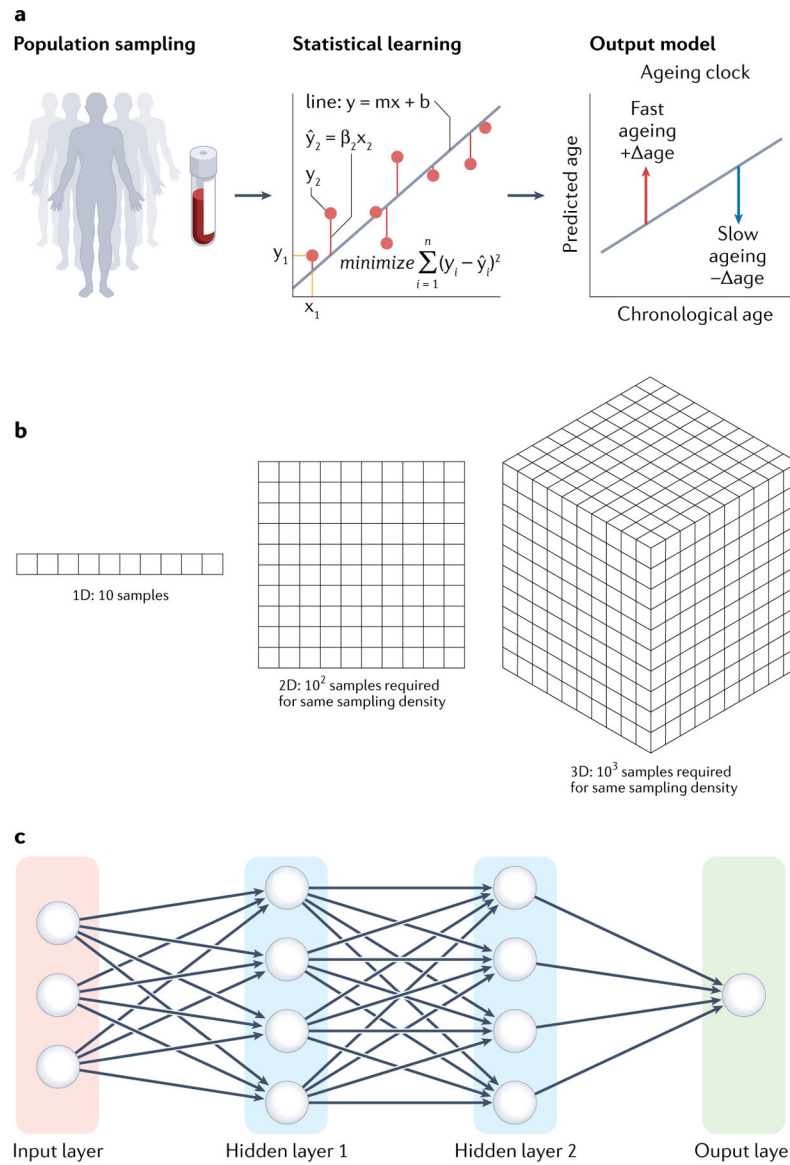 a
Population sampling
Statistical learning
Output model
line: y = mx + b
ŷ₂ = β₂x₂
y₂
y₁
x₁
minimize ∑ⁿᵢ₌₁ (yᵢ – ŷᵢ)²
Ageing clock
Predicted age
Fast
ageing
+Δage
Slow
ageing
–Δage
Chronological age
b
1D: 10 samples
2D: 10² samples required
for same sampling density
3D: 10³ samples required
for same sampling density
c
Input layer
Hidden layer 1
Hidden layer 2
Ouput laye